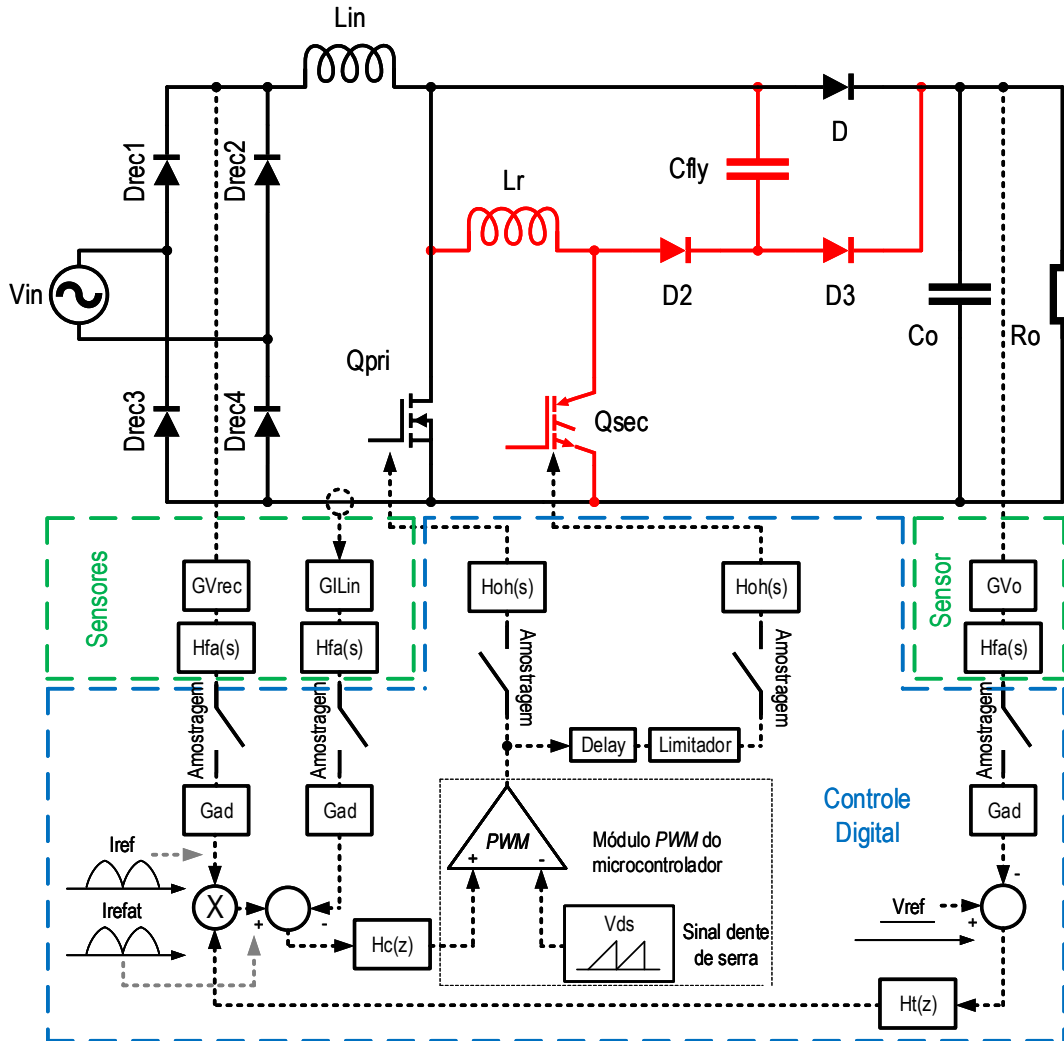 Lin
Drec1
Drec2
D
Cfly
Lr
Vin
D2
D3
Co
Ro
Qpri
Drec3
Drec4
Qsec
Sensores
GVrec
GILin
Hoh(s)
Hoh(s)
Sensor
GVo
Hfa(s)
Hfa(s)
Hfa(s)
Amostragem
Amostragem
Amostragem
Amostragem
Amostragem
Delay
Limitador
Gad
Gad
Controle
Digital
Gad
Iref
PWM
+
-
Módulo PWM do
microcontrolador
-
Irefat
X
+
-
Vref
+
Hc(z)
Vds
Sinal dente
de serra
Ht(z)